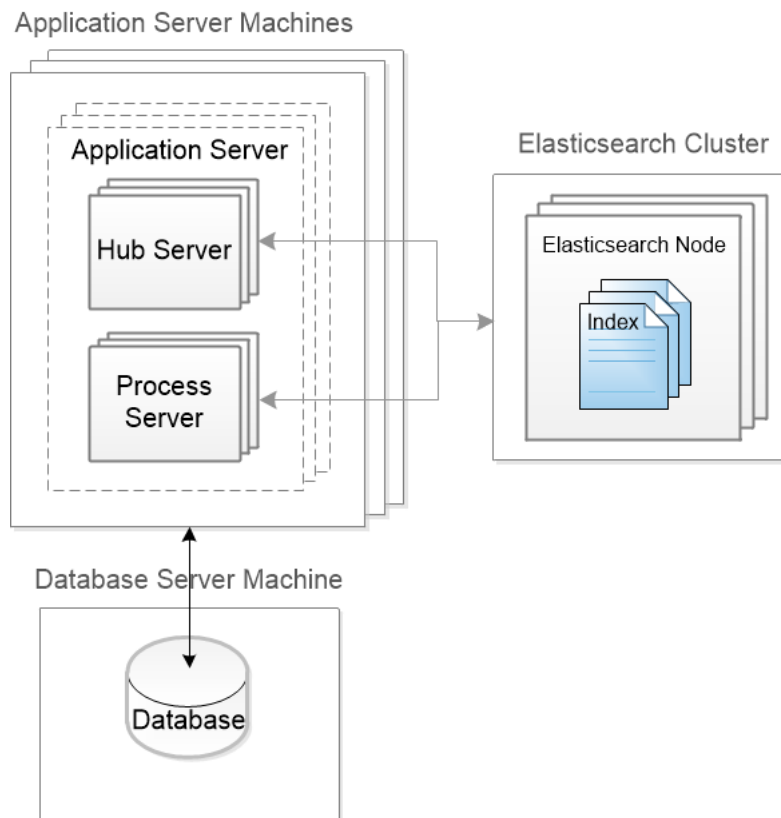 Application Server Machines
Application Server
Hub Server
Process
Server
Elasticsearch Cluster
Elasticsearch Node
Index
Database Server Machine
Database